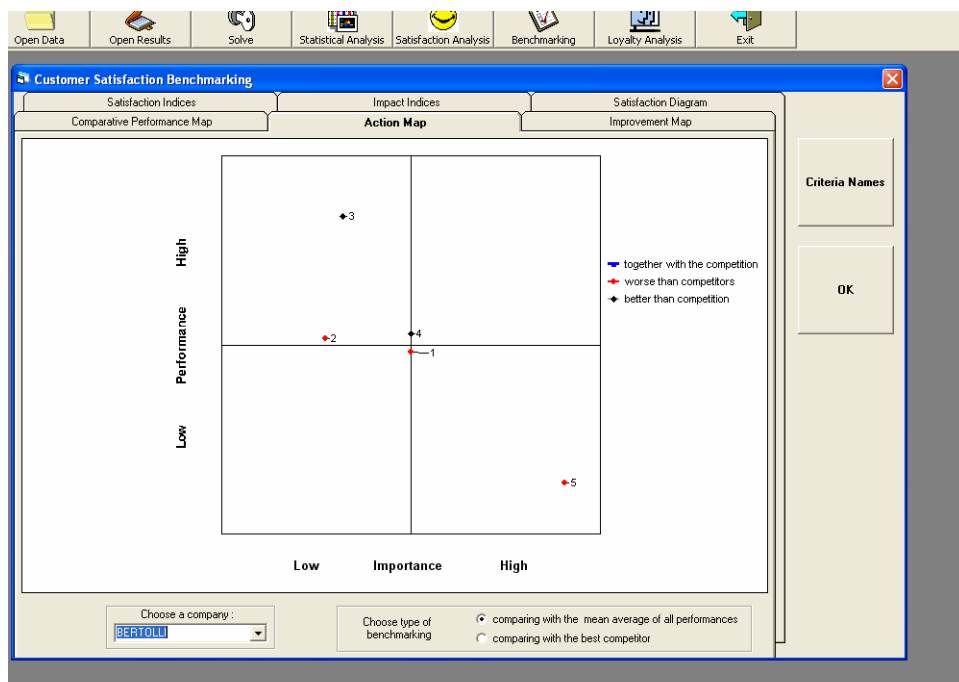 Open Data Open Results Solve Statistical Analysis Satisfaction Analysis Benchmarking Loyalty Analysis Exit
Customer Satisfaction Benchmarking
Satisfaction Indices Impact Indices Satisfaction Diagram
Comparative Performance Map Action Map Improvement Map
Criteria Names
OK
High
Performance
Low
3
2
4
1
5
together with the competition
worse than competitors
better than competition
Low Importance High
Choose a company :
BERTOLLI
Choose type of
benchmarking
comparing with the mean average of all performances
comparing with the best competitor